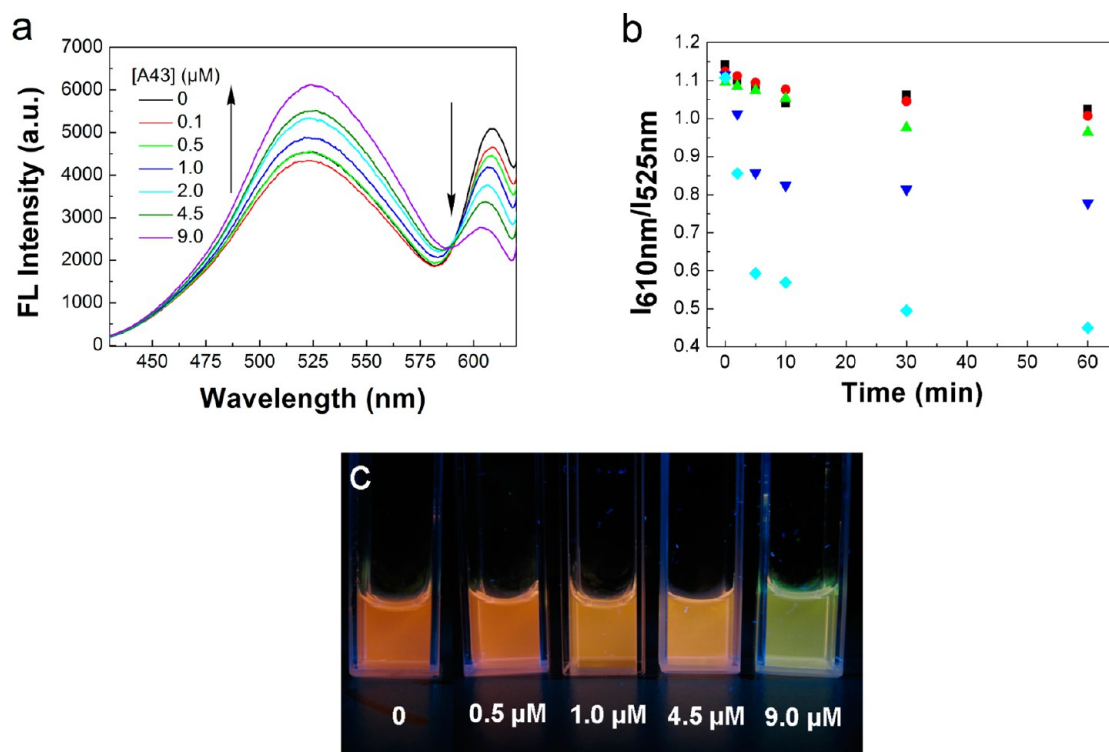 a
7000
6000
5000
4000
3000
2000
1000
0
FL Intensity (a.u.)
[A43] (μM)
0
0.1
0.5
1.0
2.0
4.5
9.0
450 475 500 525 550 575 600
Wavelength (nm)
b
1.2
1.1
1.0
0.9
0.8
0.7
0.6
0.5
0.4
I610nm/I525nm
0 10 20 30 40 50 60
Time (min)
C
0 0.5 μM 1.0 μM 4.5 μM 9.0 μM